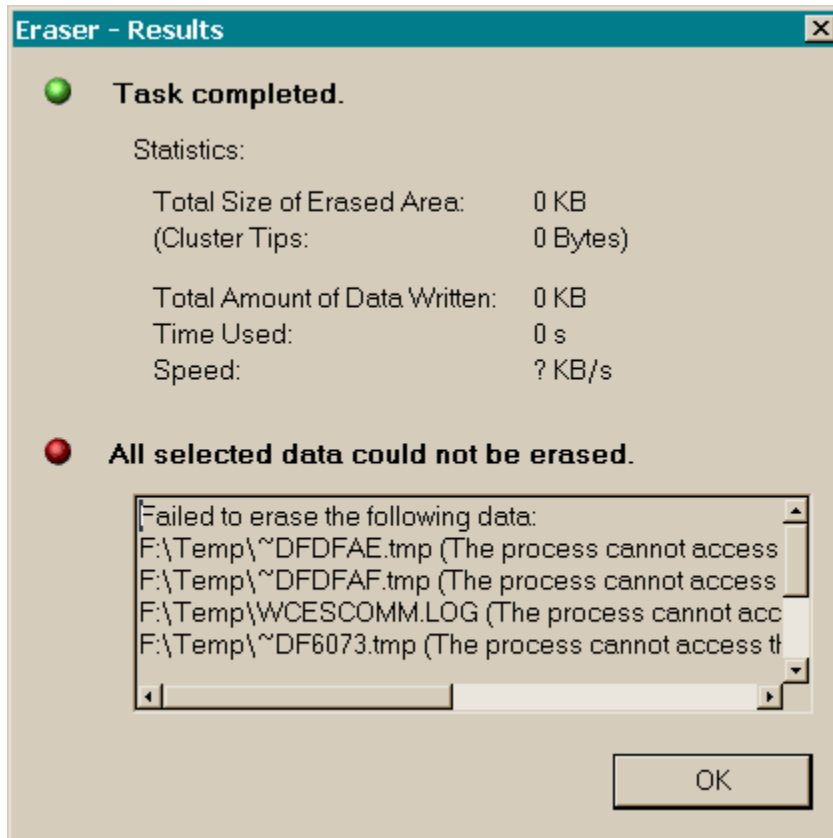 Eraser - Results
Task completed.
Statistics:
Total Size of Erased Area: 0 KB
(Cluster Tips: 0 Bytes)
Total Amount of Data Written: 0 KB
Time Used: 0 s
Speed: ? KB/s
All selected data could not be erased.
Failed to erase the following data:
F:\Temp\~DFDFAE.tmp (The process cannot access
F:\Temp\~DFDFAF.tmp (The process cannot access
F:\Temp\WCESCOMM.LOG (The process cannot acc
F:\Temp\~DF6073.tmp (The process cannot access th
OK